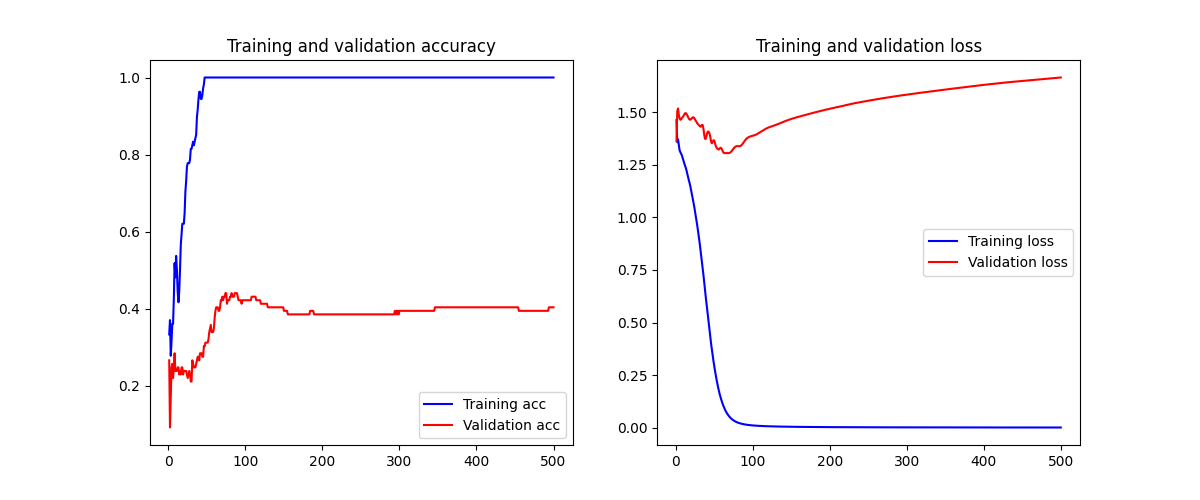 Training and validation accuracy
1.0
0.8
0.6
0.4
0.2
0 100 200 300 400 500
Training acc
Validation acc
Training and validation loss
1.50
1.25
1.00
0.75
0.50
0.25
0.00
0 100 200 300 400 500
Training loss
Validation loss